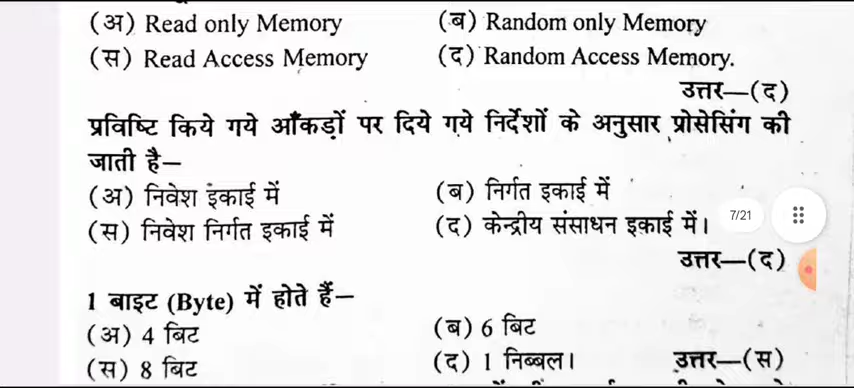 (अ) Read only Memory (ब) Random only Memory
(स) Read Access Memory (द) Random Access Memory.
उत्तर—(द)
प्रविष्टि किये गये आँकड़ों पर दिये गये निर्देशों के अनुसार प्रोसेसिंग की
जाती है—
(अ) निवेश इकाई में (ब) निर्गत इकाई में
(स) निवेश निर्गत इकाई में (द) केन्द्रीय संसाधन इकाई में।
7/21
उत्तर—(द)
1 बाइट (Byte) में होते हैं—
(अ) 4 बिट (ब) 6 बिट
(स) 8 बिट (द) 1 निब्बल। उत्तर—(स)